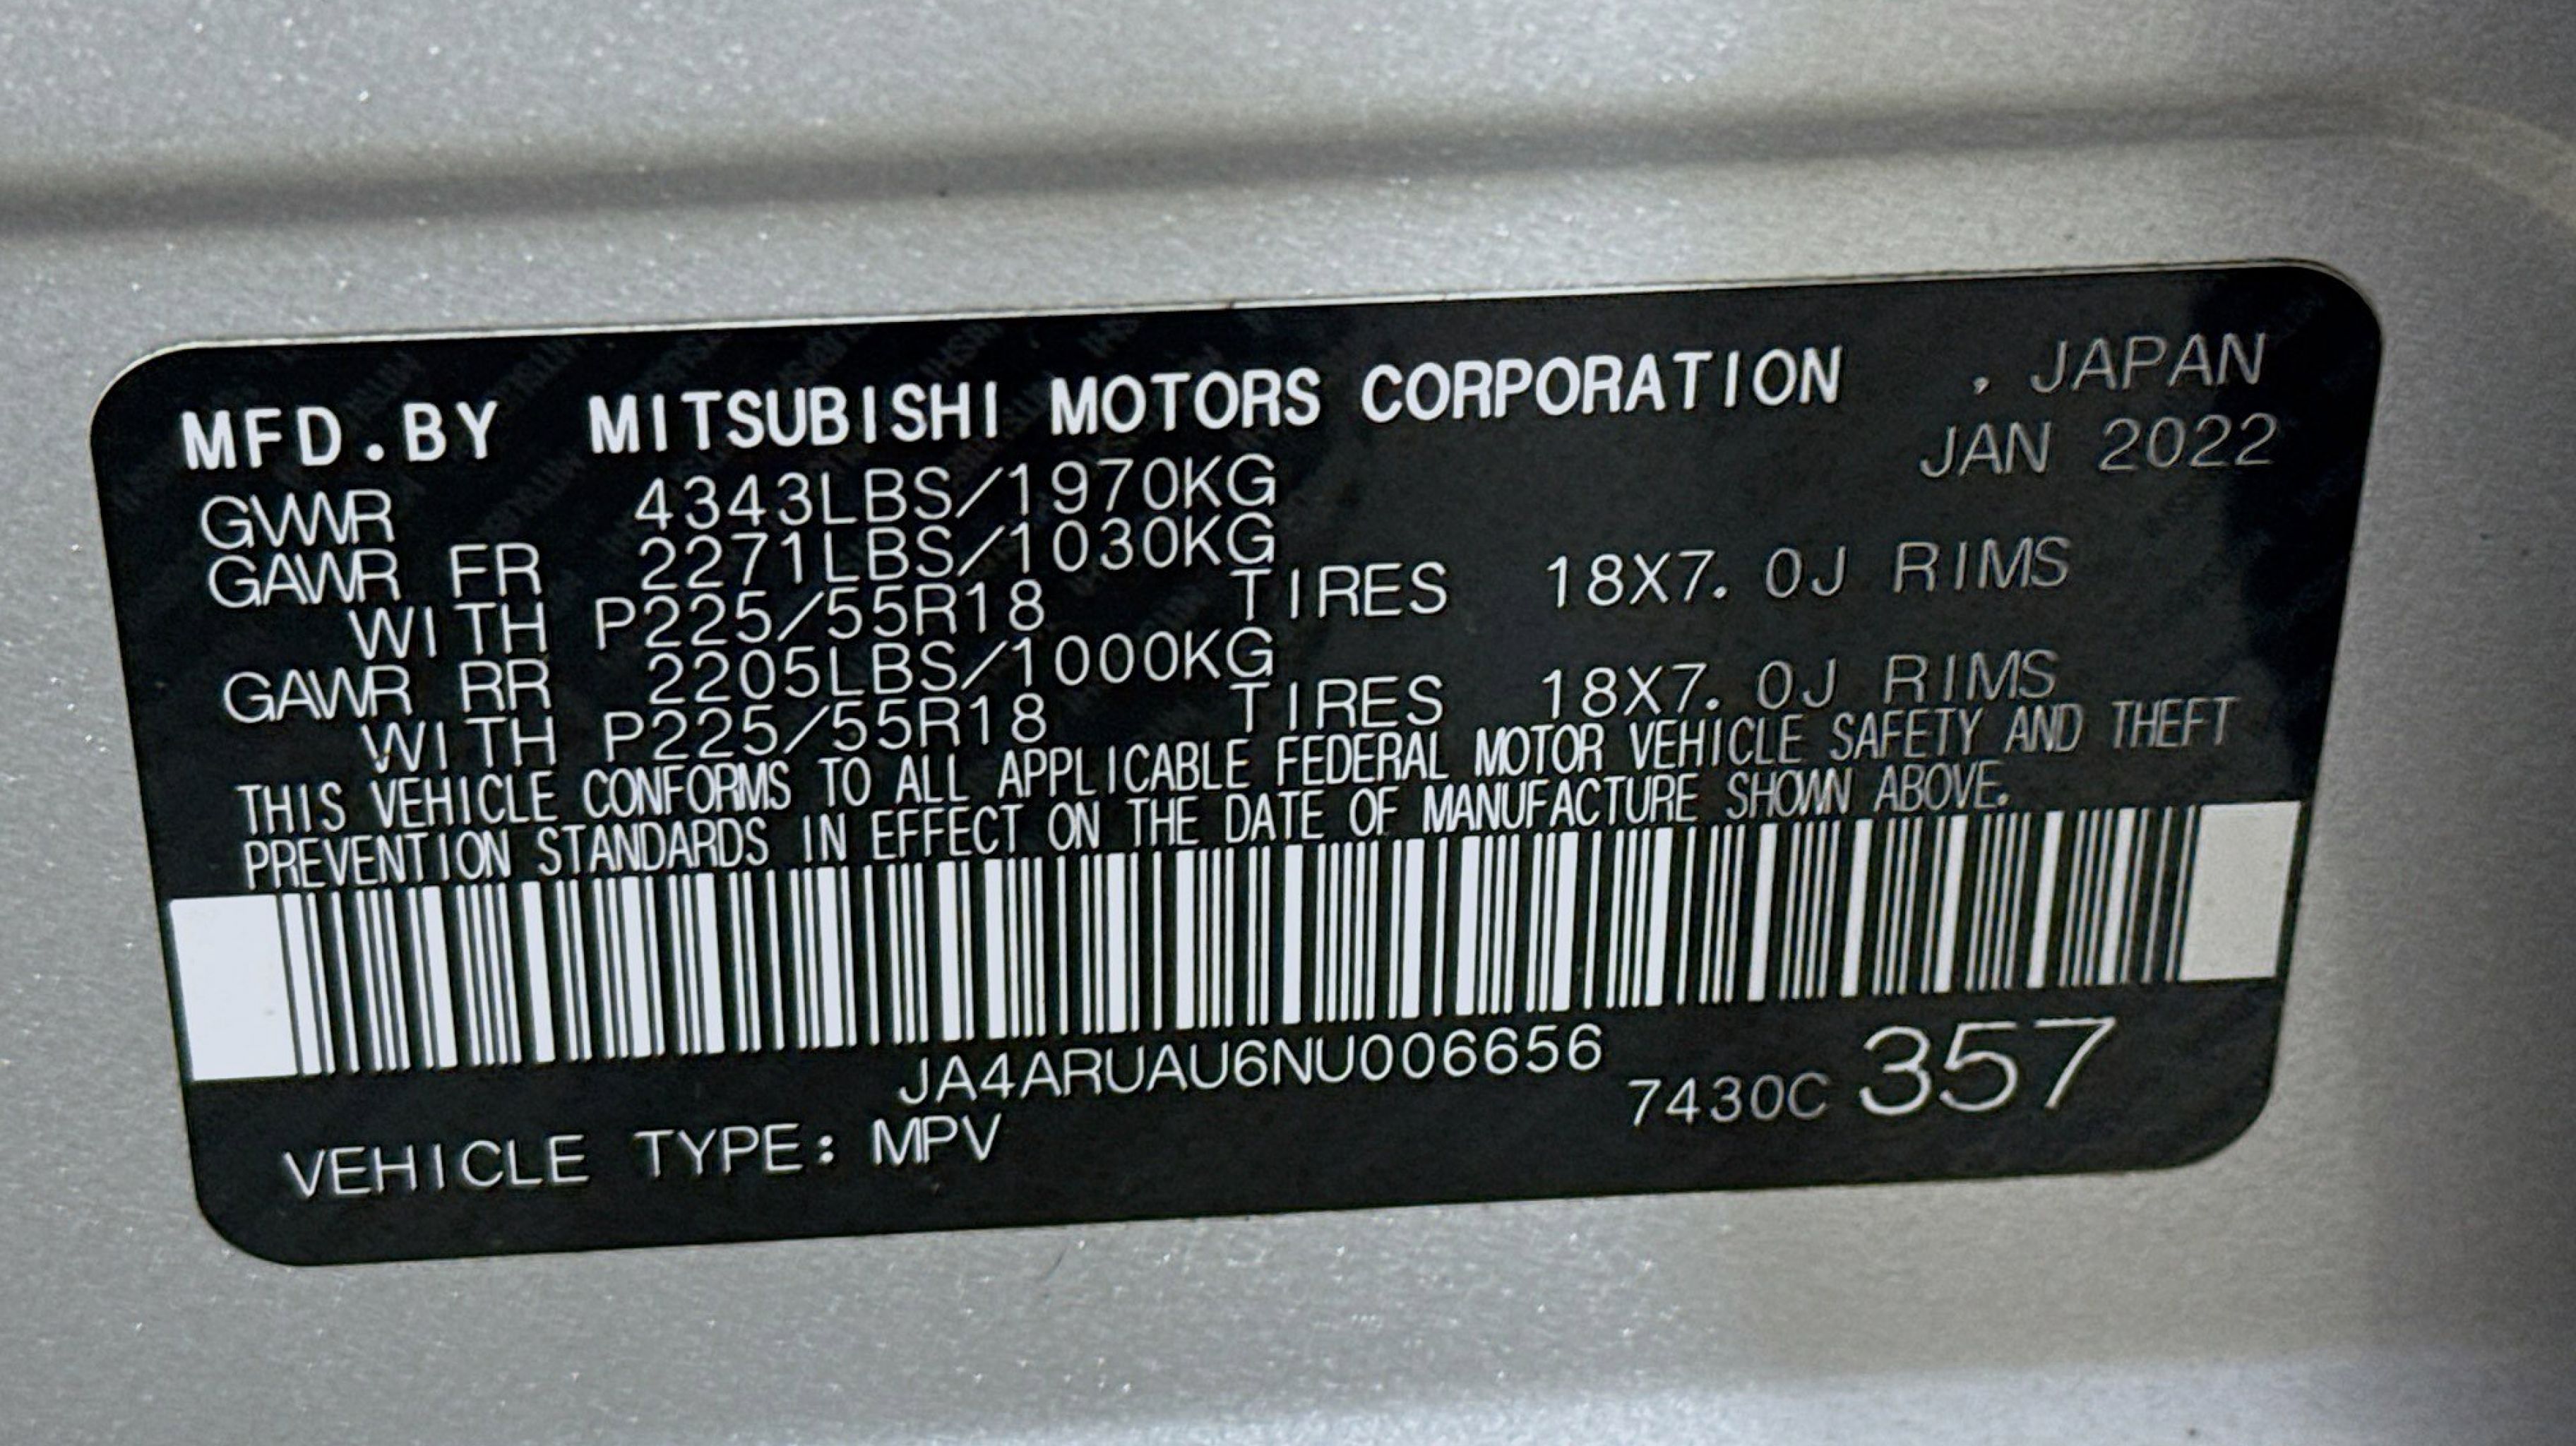 MFD.BY MITSUBISHI MOTORS CORPORATION , JAPAN
JAN 2022
GVWR 4343LBS/1970KG
GAWR FR 2271LBS/1030KG
WITH P225/55R18 TIRES 18X7.0J RIMS
GAWR RR 2205LBS/1000KG
WITH P225/55R18 TIRES 18X7.0J RIMS
THIS VEHICLE CONFORMS TO ALL APPLICABLE FEDERAL MOTOR VEHICLE SAFETY AND THEFT
PREVENTION STANDARDS IN EFFECT ON THE DATE OF MANUFACTURE SHOWN ABOVE.
JA4ARUAU6NU006656
7430C 357
VEHICLE TYPE: MPV